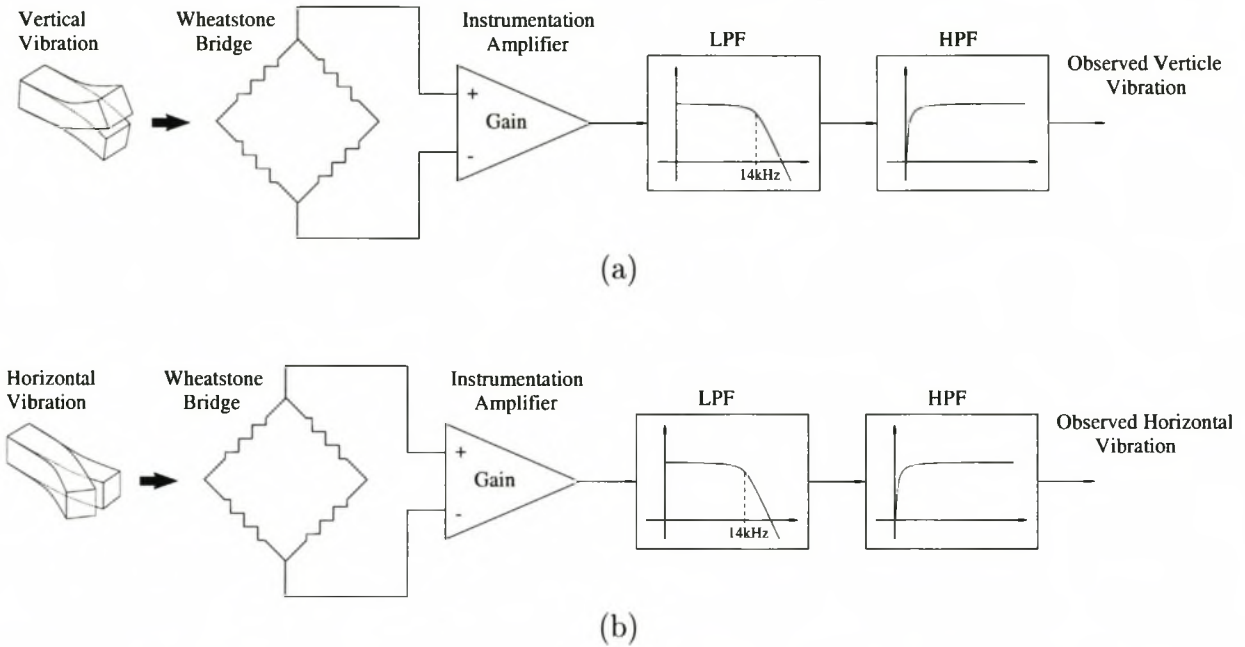 Vertical
Vibration
Wheatstone
Bridge
Instrumentation
Amplifier
LPF
HPF
+
-
Gain
14kHz
Observed Verticle
Vibration
(a)
Horizontal
Vibration
Wheatstone
Bridge
Instrumentation
Amplifier
LPF
HPF
+
-
Gain
14kHz
Observed Horizontal
Vibration
(b)